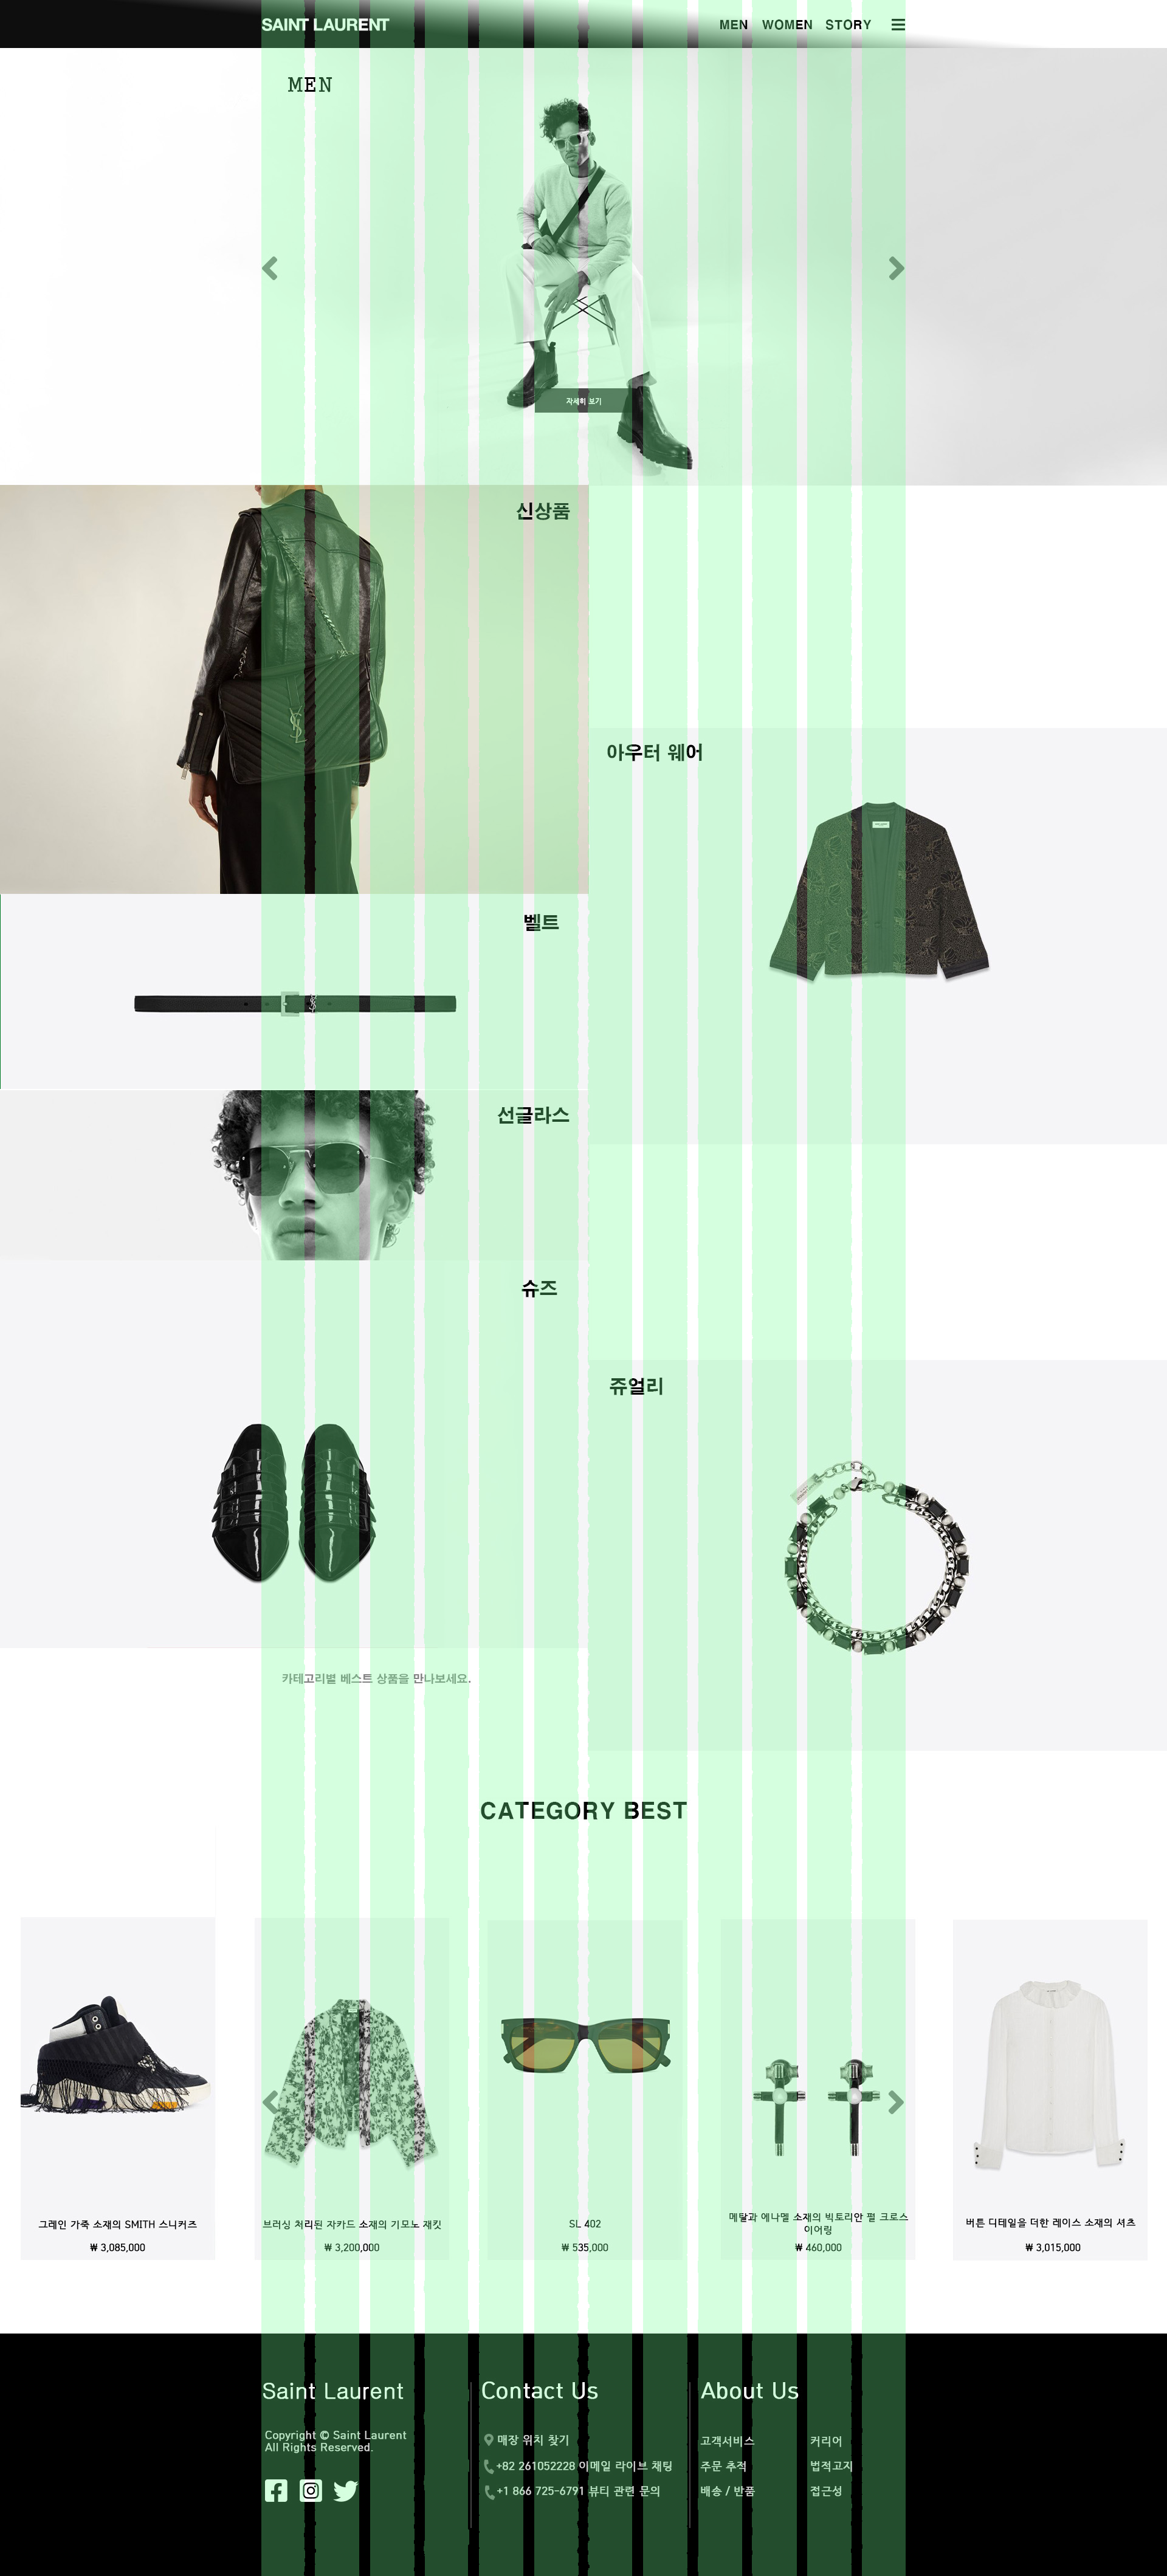 SAINT LAURENT
MEN WOMEN STORY
MEN
자세히 보기
신상품
아우터 웨어
벨트
선글라스
슈즈
쥬얼리
카테고리별 베스트 상품을 만나보세요.
CATEGORY BEST
그레인 가죽 소재의 SMITH 스니커즈
₩ 3,085,000
브러싱 처리된 자카드 소재의 기모노 재킷
₩ 3,200,000
SL 402
₩ 535,000
메탈과 에나멜 소재의 빅토리안 펄 크로스
이어링
₩ 460,000
버튼 디테일을 더한 레이스 소재의 셔츠
₩ 3,015,000
Saint Laurent
Copyright © Saint Laurent
All Rights Reserved.
Contact Us
매장 위치 찾기
+82 261052228 이메일 라이브 채팅
+1 866 725-6791 뷰티 관련 문의
About Us
고객서비스 커리어
주문 추적 법적고지
배송 / 반품 접근성